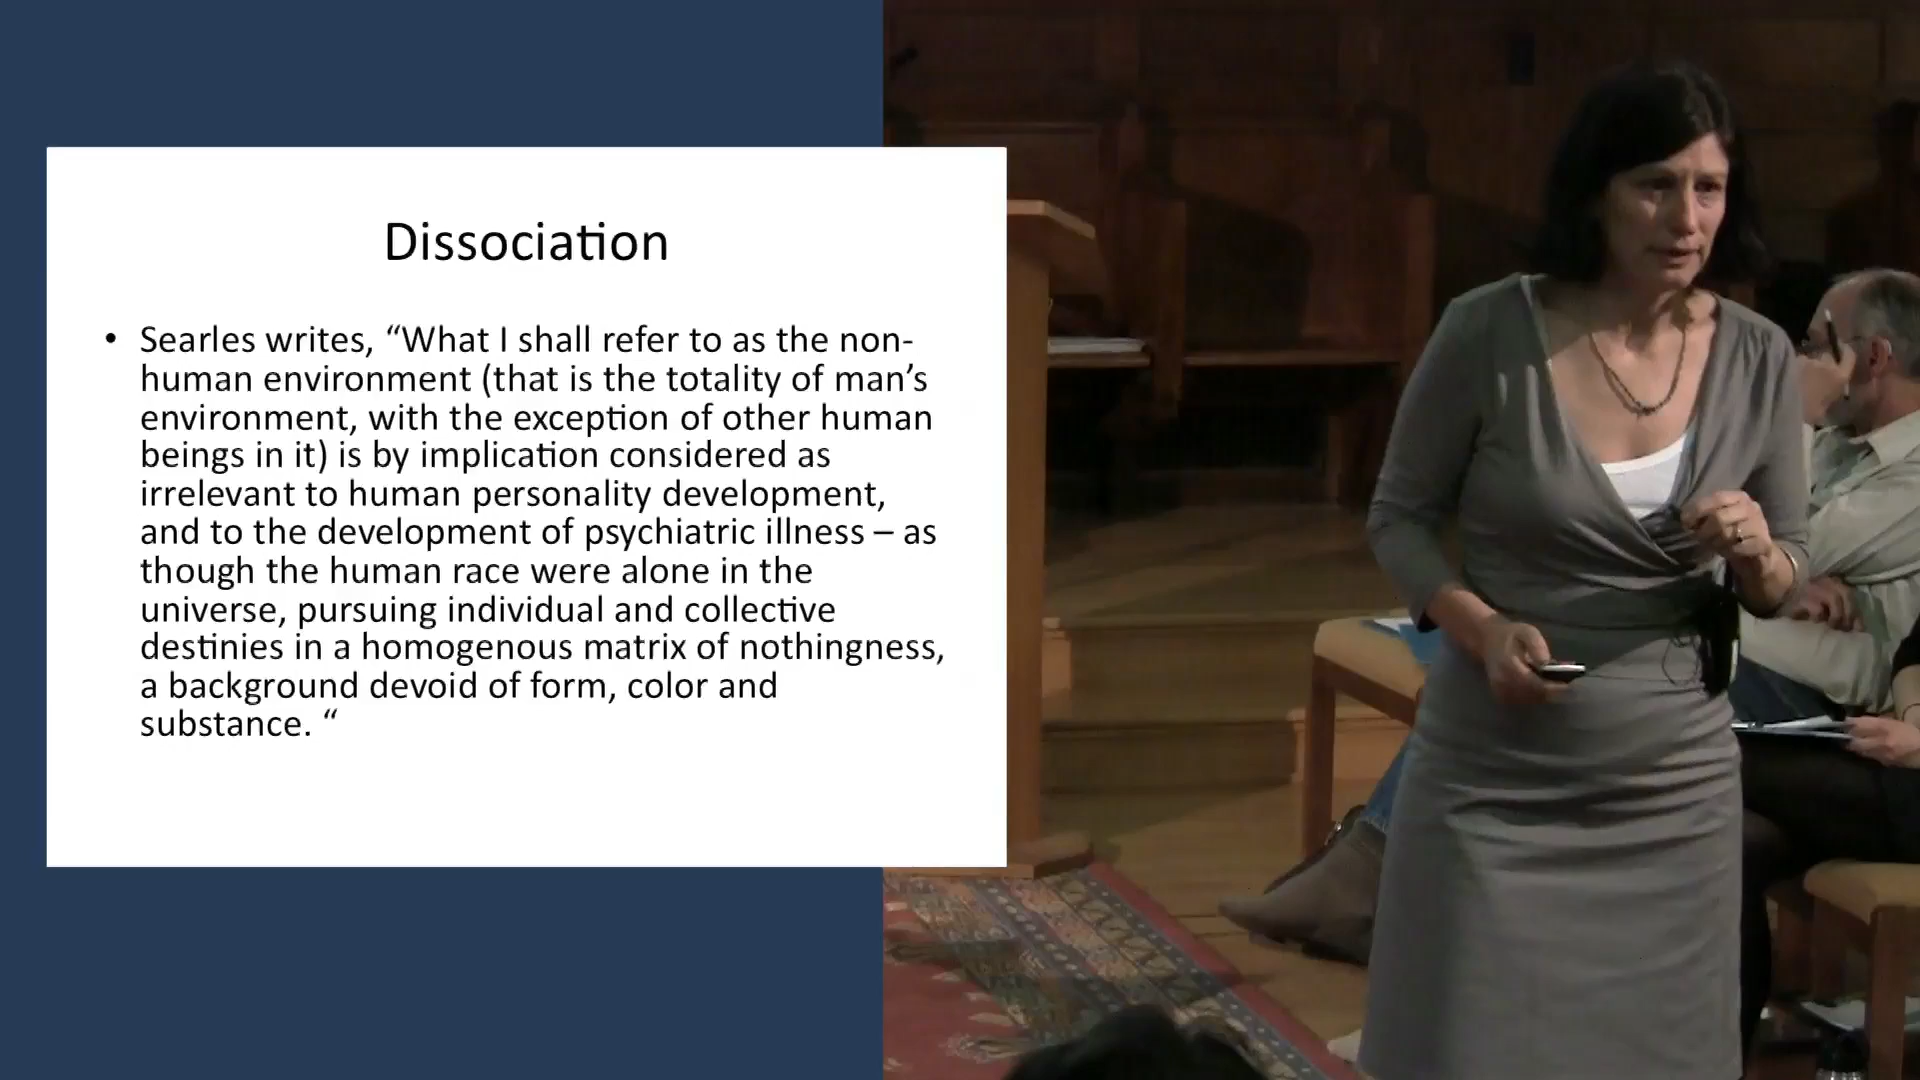 Dissociation
• Searles writes, “What I shall refer to as the non-
human environment (that is the totality of man’s
environment, with the exception of other human
beings in it) is by implication considered as
irrelevant to human personality development,
and to the development of psychiatric illness – as
though the human race were alone in the
universe, pursuing individual and collective
destinies in a homogenous matrix of nothingness,
a background devoid of form, color and
substance. “